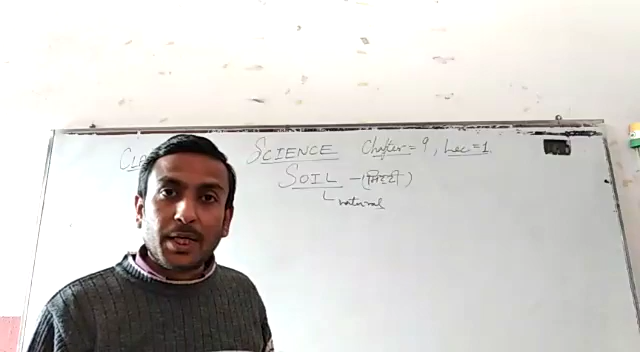 SCIENCE Chapter = 9, Lec = 1
SOIL - (मिट्टी)
natural